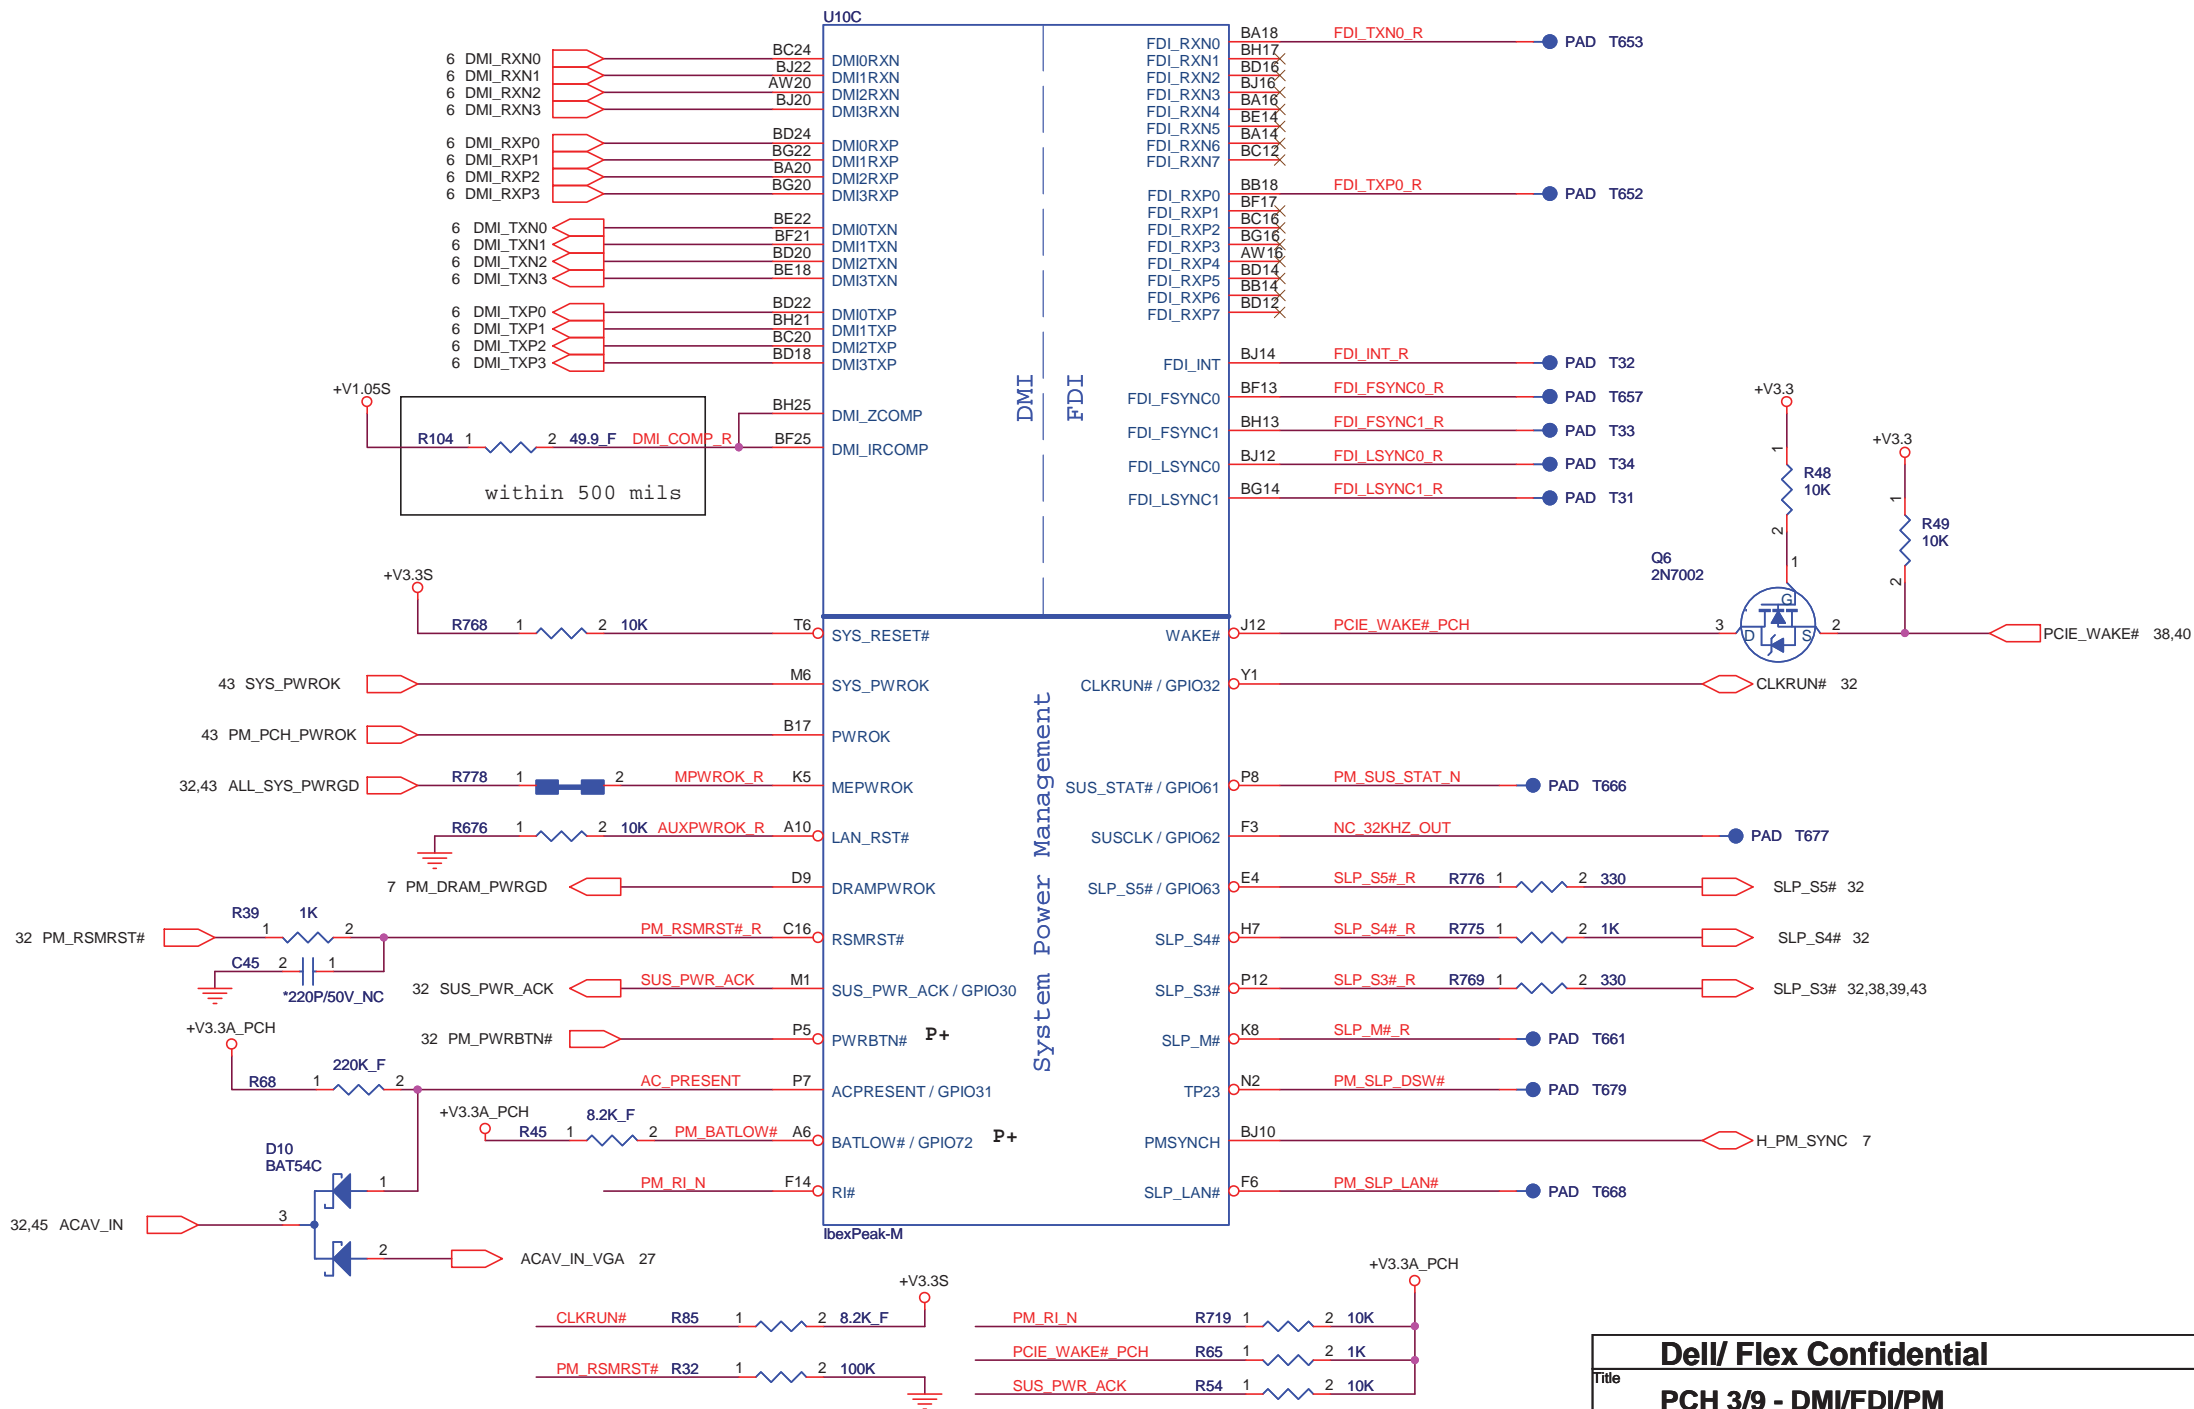 U10C
6 DMI_RXN0 BC24 DMI0RXN
6 DMI_RXN1 BJ22 DMI1RXN
6 DMI_RXN2 AW20 DMI2RXN
6 DMI_RXN3 BJ20 DMI3RXN
6 DMI_RXP0 BD24 DMI0RXP
6 DMI_RXP1 BG22 DMI1RXP
6 DMI_RXP2 BA20 DMI2RXP
6 DMI_RXP3 BG20 DMI3RXP
6 DMI_TXN0 BE22 DMI0TXN
6 DMI_TXN1 BF21 DMI1TXN
6 DMI_TXN2 BD20 DMI2TXN
6 DMI_TXN3 BE18 DMI3TXN
6 DMI_TXP0 BD22 DMI0TXP
6 DMI_TXP1 BH21 DMI1TXP
6 DMI_TXP2 BC20 DMI2TXP
6 DMI_TXP3 BD18 DMI3TXP
+V1.05S
BH25 DMI_ZCOMP
R104 1 2 49.9_F DMI_COMP_R BF25 DMI_IRCOMP
within 500 mils
DMI
FDI
FDI_RXN0 BA18 FDI_TXN0_R PAD T653
FDI_RXN1 BH17
FDI_RXN2 BD16
FDI_RXN3 BJ16
FDI_RXN4 BA16
FDI_RXN5 BE14
FDI_RXN6 BA14
FDI_RXN7 BC12
FDI_RXP0 BB18 FDI_TXP0_R PAD T652
FDI_RXP1 BF17
FDI_RXP2 BC16
FDI_RXP3 BG16
FDI_RXP4 AW16
FDI_RXP5 BD14
FDI_RXP6 BB14
FDI_RXP7 BD12
FDI_INT BJ14 FDI_INT_R PAD T32
FDI_FSYNC0 BF13 FDI_FSYNC0_R PAD T657
FDI_FSYNC1 BH13 FDI_FSYNC1_R PAD T33
FDI_LSYNC0 BJ12 FDI_LSYNC0_R PAD T34
FDI_LSYNC1 BG14 FDI_LSYNC1_R PAD T31
+V3.3
1 R48 10K 2
+V3.3
1 R49 10K 2
Q6
2N7002
1
G
D
S
+V3.3S
R768 1 2 10K T6 SYS_RESET#
43 SYS_PWROK M6 SYS_PWROK
43 PM_PCH_PWROK B17 PWROK
32,43 ALL_SYS_PWRGD R778 1 2 MPWROK_R K5 MEPWROK
R676 1 2 10K AUXPWROK_R A10 LAN_RST#
7 PM_DRAM_PWRGD D9 DRAMPWROK
32 PM_RSMRST# R39 1 1K 2 PM_RSMRST#_R C16 RSMRST#
C45 2 1 *220P/50V_NC
32 SUS_PWR_ACK SUS_PWR_ACK M1 SUS_PWR_ACK / GPIO30
32 PM_PWRBTN# P5 PWRBTN# P+
+V3.3A_PCH
R68 1 220K_F 2 AC_PRESENT P7 ACPRESENT / GPIO31
+V3.3A_PCH
R45 1 8.2K_F 2 PM_BATLOW# A6 BATLOW# / GPIO72 P+
PM_RI_N F14 RI#
D10
BAT54C
1
32,45 ACAV_IN 3
2 ACAV_IN_VGA 27
System Power Management
WAKE# J12 PCIE_WAKE#_PCH 3 2 PCIE_WAKE# 38,40
CLKRUN# / GPIO32 Y1 CLKRUN# 32
SUS_STAT# / GPIO61 P8 PM_SUS_STAT_N PAD T666
SUSCLK / GPIO62 F3 NC_32KHZ_OUT PAD T677
SLP_S5# / GPIO63 E4 SLP_S5#_R R776 1 2 330 SLP_S5# 32
SLP_S4# H7 SLP_S4#_R R775 1 2 1K SLP_S4# 32
SLP_S3# P12 SLP_S3#_R R769 1 2 330 SLP_S3# 32,38,39,43
SLP_M# K8 SLP_M#_R PAD T661
TP23 N2 PM_SLP_DSW# PAD T679
PMSYNCH BJ10 H_PM_SYNC 7
SLP_LAN# F6 PM_SLP_LAN# PAD T668
IbexPeak-M
+V3.3S
CLKRUN# R85 1 2 8.2K_F
PM_RSMRST# R32 1 2 100K
+V3.3A_PCH
PM_RI_N R719 1 2 10K
PCIE_WAKE#_PCH R65 1 2 1K
SUS_PWR_ACK R54 1 2 10K
Dell/ Flex Confidential
Title
PCH 3/9 - DMI/FDI/PM